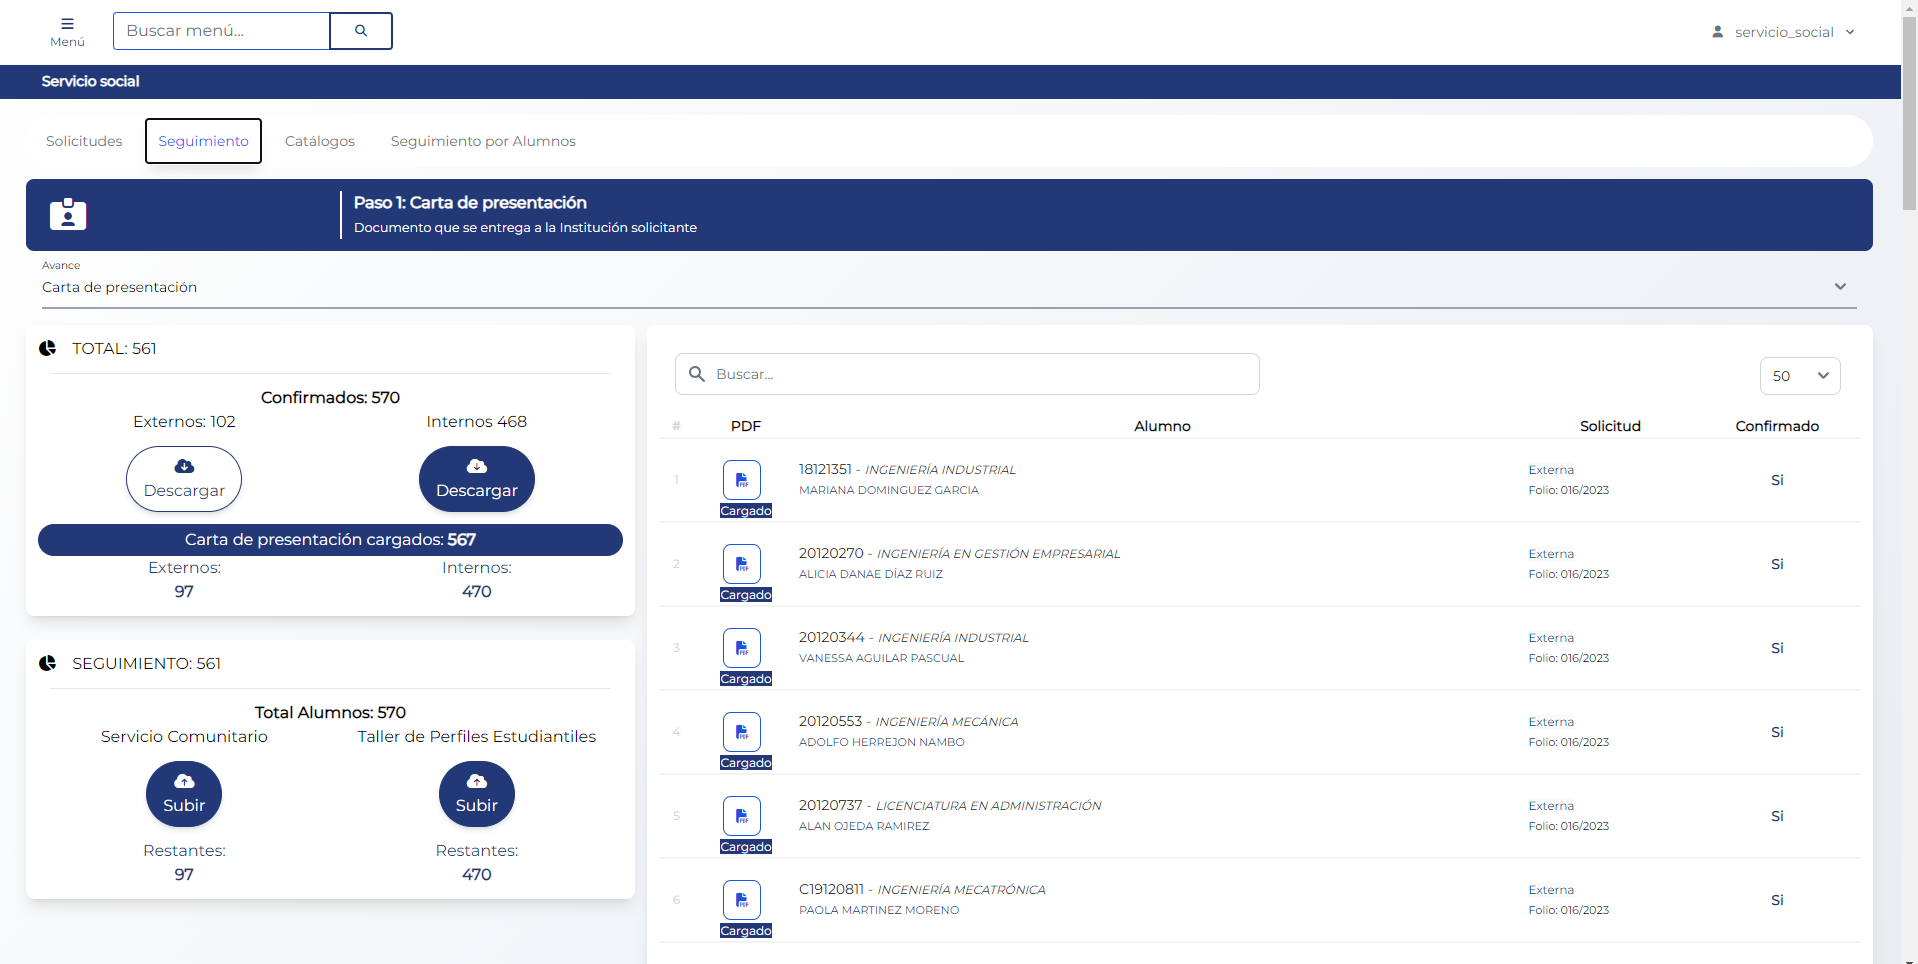 Menú
Buscar menú...
servicio_social
Servicio social
Solicitudes
Seguimiento
Catálogos
Seguimiento por Alumnos
Paso 1: Carta de presentación
Documento que se entrega a la Institución solicitante
Avance
Carta de presentación
TOTAL: 561
Confirmados: 570
Externos: 102
Internos 468
Descargar
Descargar
Carta de presentación cargados: 567
Externos:
Internos:
97
470
SEGUIMIENTO: 561
Total Alumnos: 570
Servicio Comunitario
Taller de Perfiles Estudiantiles
Subir
Subir
Restantes:
Restantes:
97
470
Buscar...
50
# PDF Alumno Solicitud Confirmado
1
PDF
Cargado
18121351 - INGENIERÍA INDUSTRIAL
MARIANA DOMINGUEZ GARCIA
Externa
Folio: 016/2023
Si
2
PDF
Cargado
20120270 - INGENIERÍA EN GESTIÓN EMPRESARIAL
ALICIA DANAE DÍAZ RUIZ
Externa
Folio: 016/2023
Si
3
PDF
Cargado
20120344 - INGENIERÍA INDUSTRIAL
VANESSA AGUILAR PASCUAL
Externa
Folio: 016/2023
Si
4
PDF
Cargado
20120553 - INGENIERÍA MECÁNICA
ADOLFO HERREJON NAMBO
Externa
Folio: 016/2023
Si
5
PDF
Cargado
20120737 - LICENCIATURA EN ADMINISTRACIÓN
ALAN OJEDA RAMIREZ
Externa
Folio: 016/2023
Si
6
PDF
Cargado
C19120811 - INGENIERÍA MECATRÓNICA
PAOLA MARTINEZ MORENO
Externa
Folio: 016/2023
Si